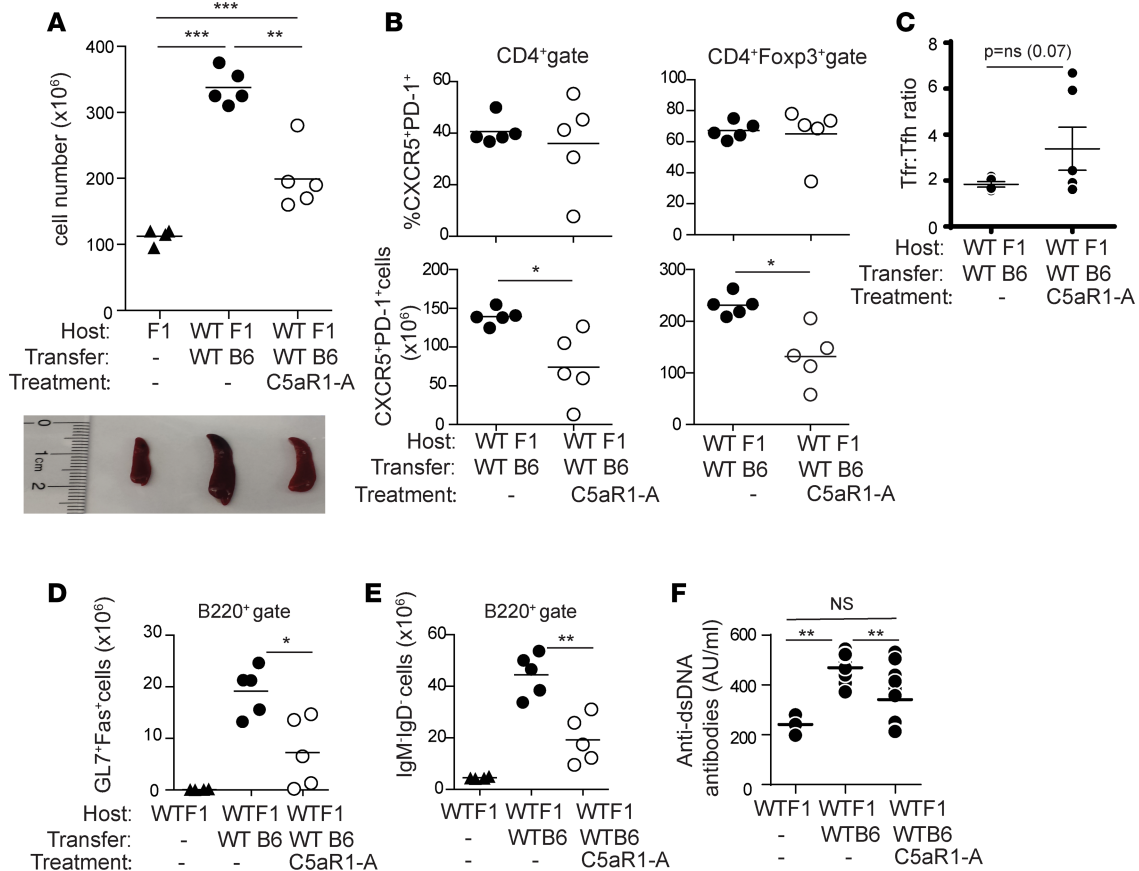 A
***
*** **
400
300
200
100
0
cell number (x10⁶)
Host: F1 WT F1 WT F1
Transfer: - WT B6 WT B6
Treatment: - - C5aR1-A
0
1cm
2
B
CD4⁺gate
CD4⁺Foxp3⁺gate
%CXCR5⁺PD-1⁺
60
40
20
0
100
80
60
40
20
0
CXCR5⁺PD-1⁺cells
(x10⁶)
200
150
100
50
0
*
300
200
100
0
*
Host: WT F1 WT F1 WT F1 WT F1
Transfer: WT B6 WT B6 WT B6 WT B6
Treatment: - C5aR1-A - C5aR1-A
C
p=ns (0.07)
Tfr:Tfh ratio
8
6
4
2
0
Host: WT F1 WT F1
Transfer: WT B6 WT B6
Treatment: - C5aR1-A
D
B220⁺ gate
GL7⁺Fas⁺cells (x10⁶)
30
20
10
0
*
Host: WTF1 WTF1 WTF1
Transfer: - WT B6 WT B6
Treatment: - - C5aR1-A
E
B220⁺ gate
IgM⁻IgD⁻ cells (x10⁶)
60
40
20
0
**
WTF1 WTF1 WTF1
- WTB6 WTB6
- - C5aR1-A
F
NS
** **
Anti-dsDNA
antibodies (AU/ml)
600
400
200
0
WTF1 WTF1 WTF1
- WTB6 WTB6
- - C5aR1-A